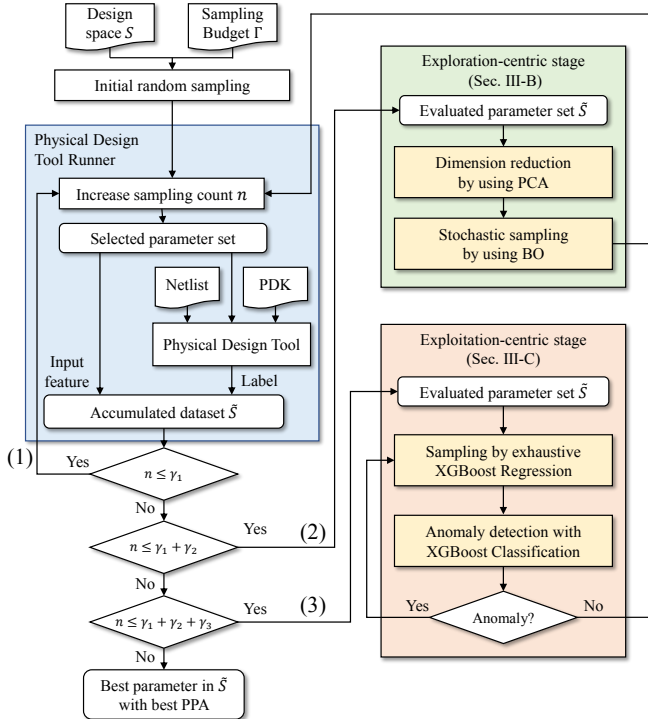 Design
space S
Sampling
Budget Γ
Initial random sampling
Physical Design
Tool Runner
Increase sampling count n
Selected parameter set
Netlist
PDK
Physical Design Tool
Input
feature
Label
Accumulated dataset S̃
(1)
Yes
n ≤ γ₁
No
Yes
(2)
n ≤ γ₁ + γ₂
No
Yes
(3)
n ≤ γ₁ + γ₂ + γ₃
No
Best parameter in S̃
with best PPA
Exploration-centric stage
(Sec. III-B)
Evaluated parameter set S̃
Dimension reduction
by using PCA
Stochastic sampling
by using BO
Exploitation-centric stage
(Sec. III-C)
Evaluated parameter set S̃
Sampling by exhaustive
XGBoost Regression
Anomaly detection with
XGBoost Classification
Yes
Anomaly?
No